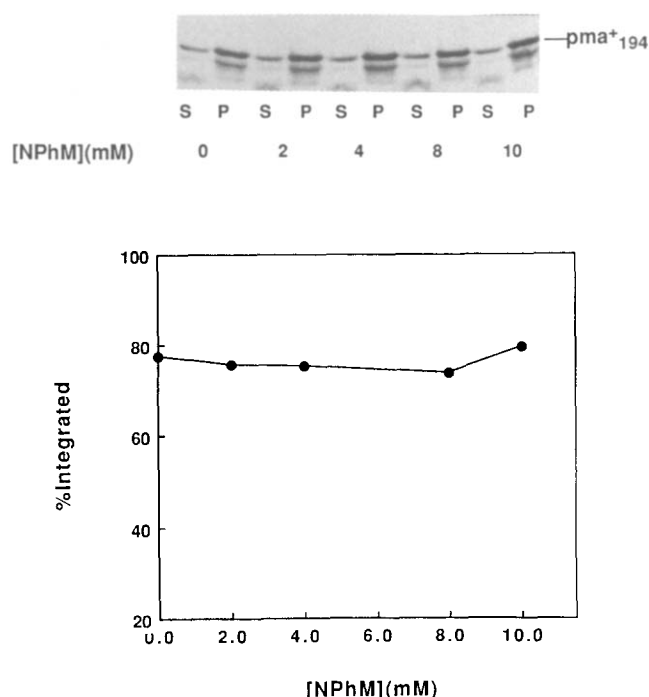 pma+194
S P S P S P S P S P
[NPhM](mM) 0 2 4 8 10
100
80
60
40
20
%Integrated
0.0 2.0 4.0 6.0 8.0 10.0
[NPhM](mM)